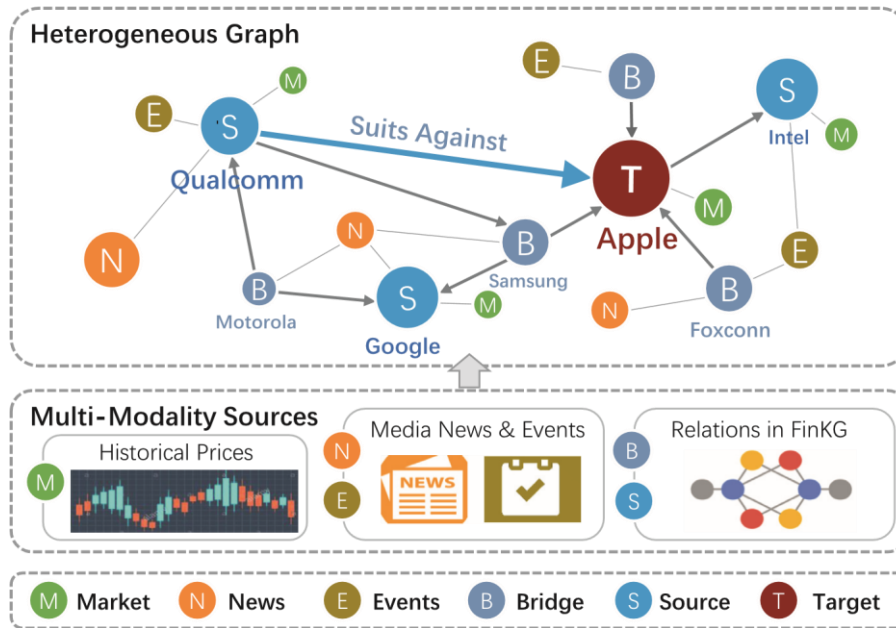 Heterogeneous Graph
E
B
S
M
E
S
Suits Against
Intel
M
T
Qualcomm
M
Apple
N
N
B
E
Samsung
B
Motorola
S
M
N
B
Foxconn
Google
Multi-Modality Sources
Historical Prices
M
Media News & Events
N
E
NEWS
Relations in FinKG
B
S
M Market
N News
E Events
B Bridge
S Source
T Target